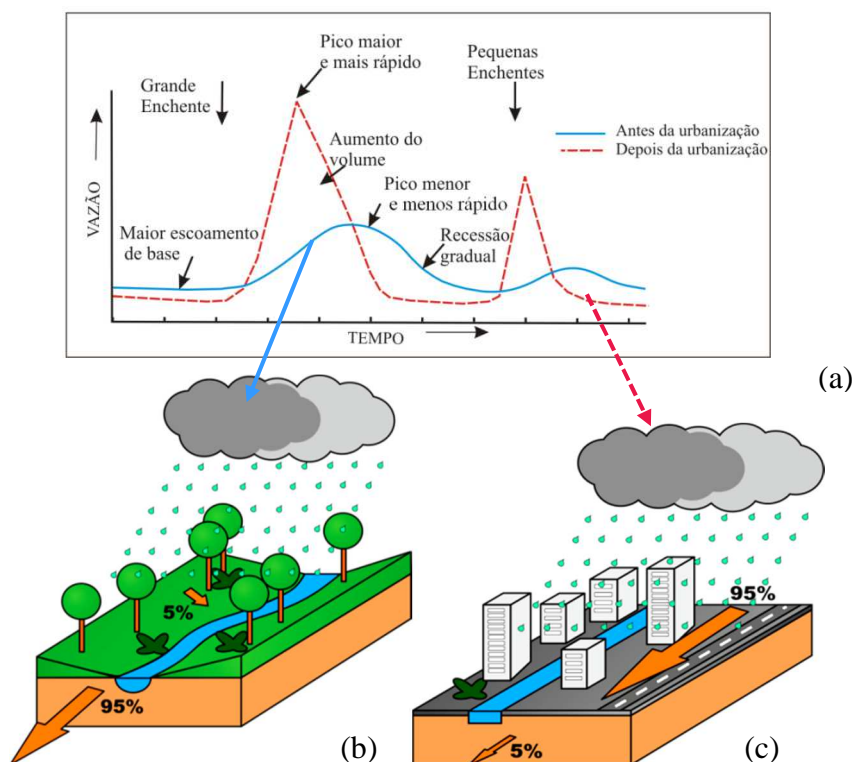 Pico maior
e mais rápido
Pequenas
Enchentes
Grande
Enchente
Antes da urbanização
Depois da urbanização
Aumento do
volume
Pico menor
e menos rápido
VAZÃO
Maior escoamento
de base
Recessão
gradual
TEMPO
(a)
5%
95%
(b)
95%
5%
(c)